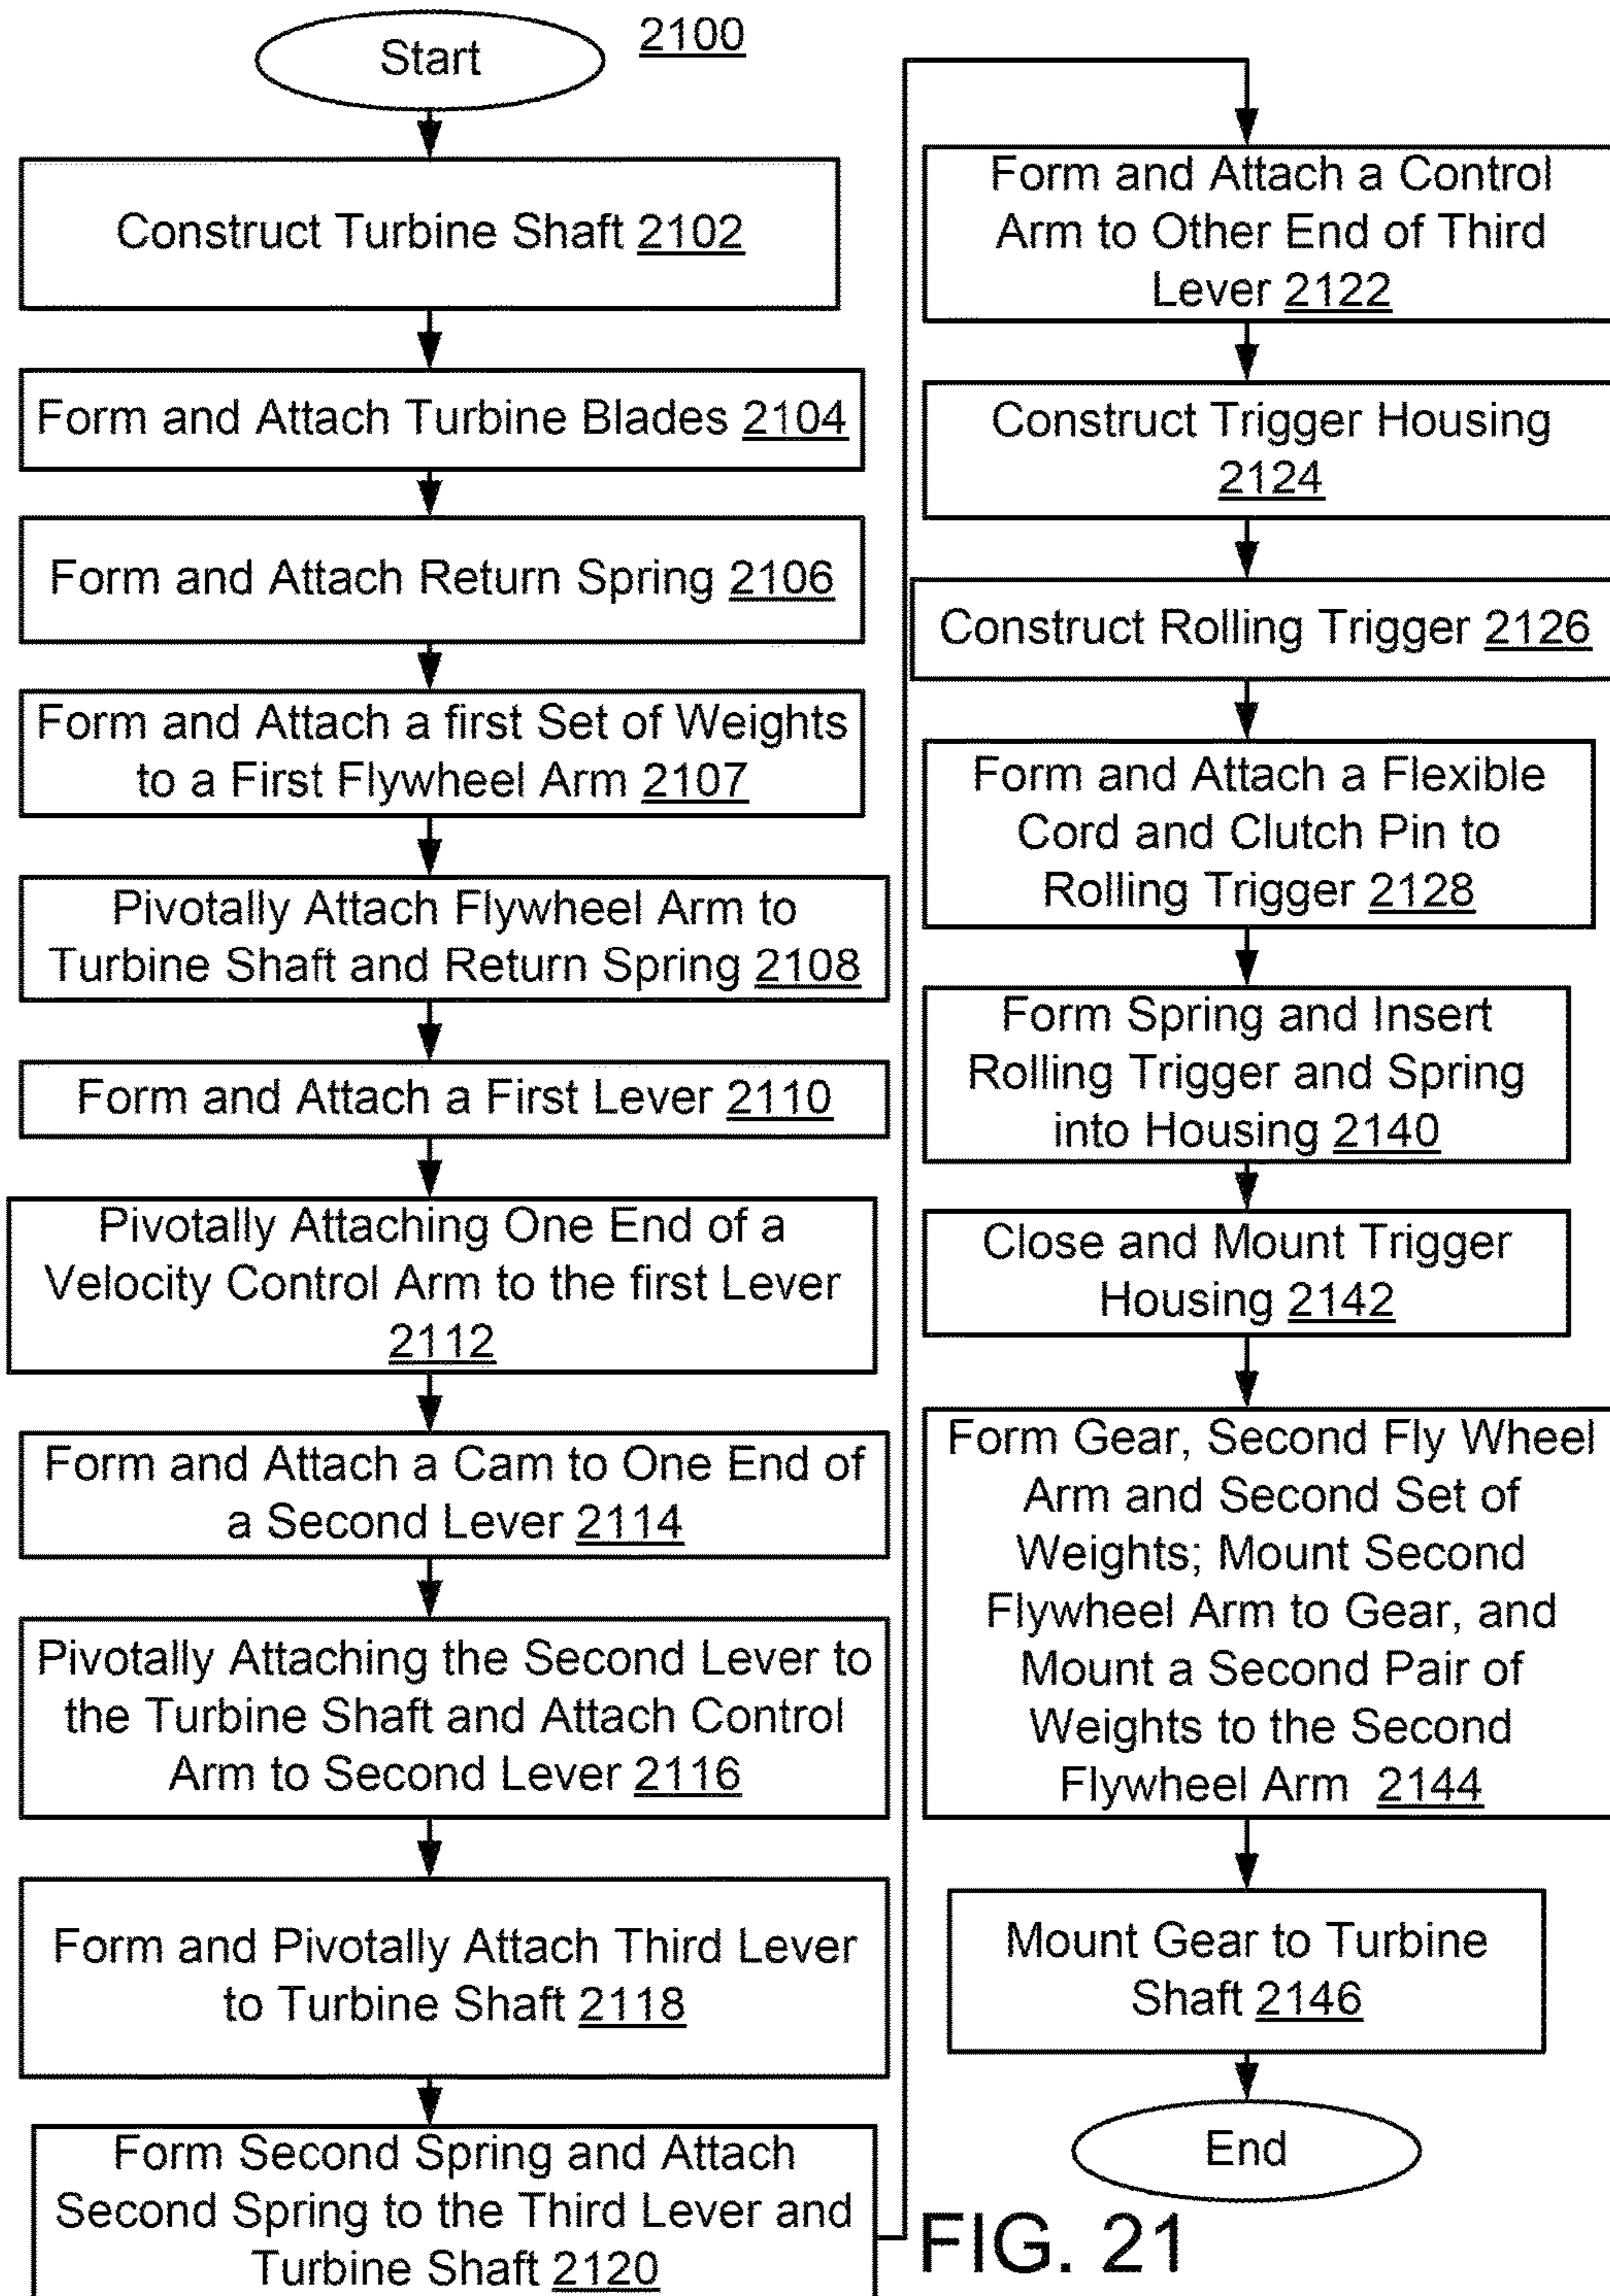 Start
2100
Construct Turbine Shaft 2102
Form and Attach Turbine Blades 2104
Form and Attach Return Spring 2106
Form and Attach a first Set of Weights
to a First Flywheel Arm 2107
Pivotally Attach Flywheel Arm to
Turbine Shaft and Return Spring 2108
Form and Attach a First Lever 2110
Pivotally Attaching One End of a
Velocity Control Arm to the first Lever
2112
Form and Attach a Cam to One End of
a Second Lever 2114
Pivotally Attaching the Second Lever to
the Turbine Shaft and Attach Control
Arm to Second Lever 2116
Form and Pivotally Attach Third Lever
to Turbine Shaft 2118
Form Second Spring and Attach
Second Spring to the Third Lever and
Turbine Shaft 2120
Form and Attach a Control
Arm to Other End of Third
Lever 2122
Construct Trigger Housing
2124
Construct Rolling Trigger 2126
Form and Attach a Flexible
Cord and Clutch Pin to
Rolling Trigger 2128
Form Spring and Insert
Rolling Trigger and Spring
into Housing 2140
Close and Mount Trigger
Housing 2142
Form Gear, Second Fly Wheel
Arm and Second Set of
Weights; Mount Second
Flywheel Arm to Gear, and
Mount a Second Pair of
Weights to the Second
Flywheel Arm 2144
Mount Gear to Turbine
Shaft 2146
End
FIG. 21